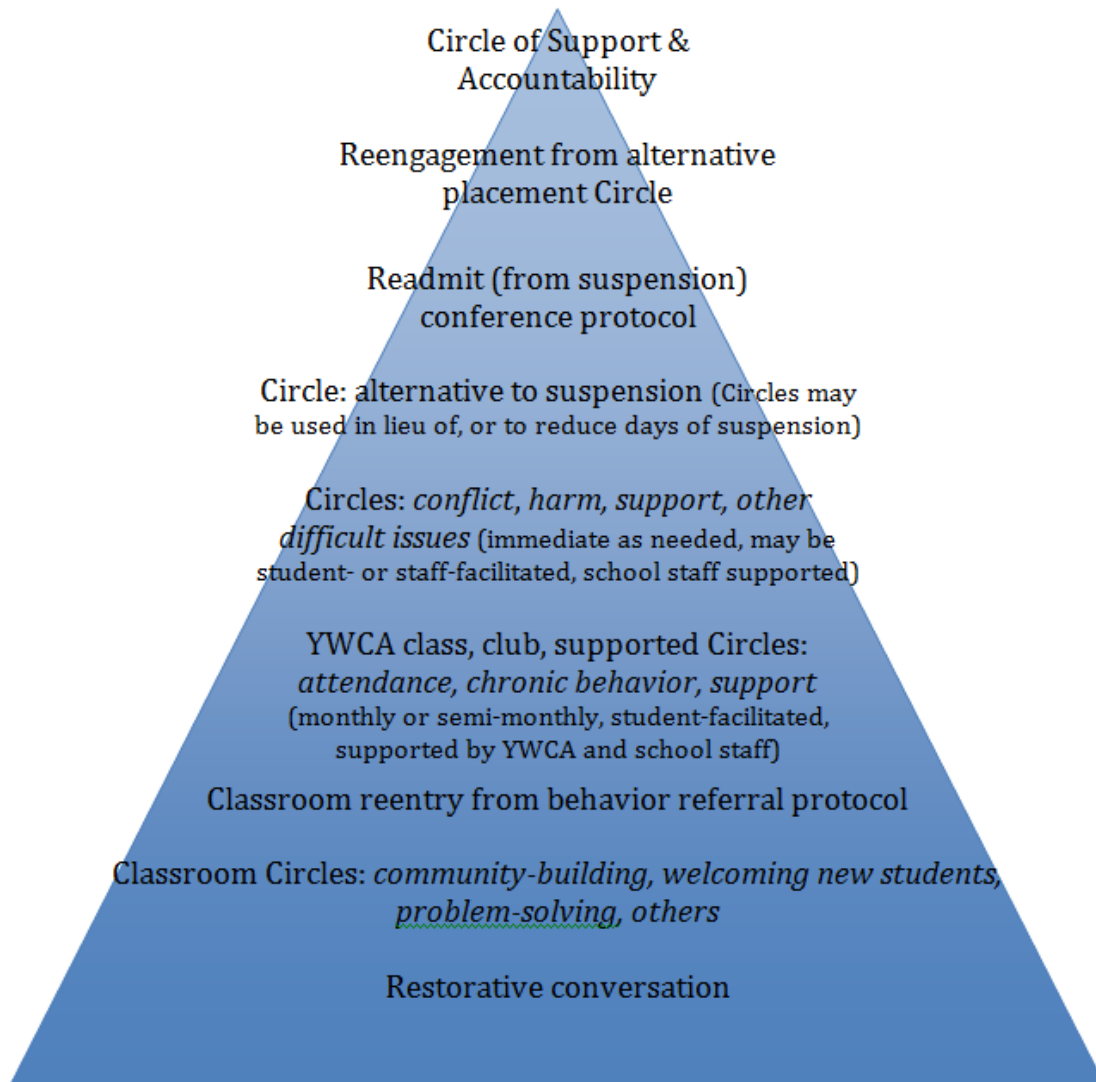 Circle of Support &
Accountability
Reengagement from alternative
placement Circle
Readmit (from suspension)
conference protocol
Circle: alternative to suspension (Circles may
be used in lieu of, or to reduce days of suspension)
Circles: conflict, harm, support, other
difficult issues (immediate as needed, may be
student- or staff-facilitated, school staff supported)
YWCA class, club, supported Circles:
attendance, chronic behavior, support
(monthly or semi-monthly, student-facilitated,
supported by YWCA and school staff)
Classroom reentry from behavior referral protocol
Classroom Circles: community-building, welcoming new students,
problem-solving, others
Restorative conversation